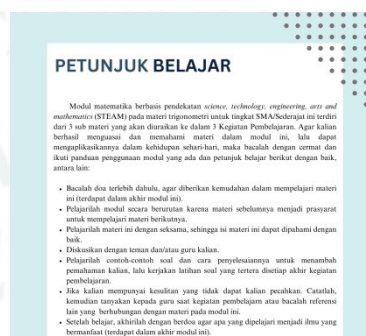 PETUNJUK BELAJAR
Modul matematika berbasis pendekatan science, technology, engineering, arts and
mathematics (STEAM) pada materi trigonometri untuk tingkat SMA/Sederajat ini terdiri
dari 3 sub materi yang akan diuraikan ke dalam 3 Kegiatan Pembelajaran. Agar kalian
berhasil menguasai dan memahami materi dalam modul ini, lalu dapat
mengaplikasikannya dalam kehidupan sehari-hari, maka bacalah dengan cermat dan
ikuti panduan penggunaan modul yang ada dan petunjuk belajar berikut dengan baik,
antara lain:
• Bacalah doa terlebih dahulu, agar diberikan kemudahan dalam mempelajari materi
ini (terdapat dalam akhir modul ini).
• Pelajarilah modul secara berurutan karena materi sebelumnya menjadi prasyarat
untuk mempelajari materi berikutnya.
• Pelajarilah materi ini dengan seksama, sehingga isi materi ini dapat dipahami dengan
baik.
• Diskusikan dengan teman dan/atau guru kalian.
• Pelajarilah contoh-contoh soal dan cara penyelesaiannya untuk menambah
pemahaman kalian, lalu kerjakan latihan soal yang tertera disetiap akhir kegiatan
pembelajaran.
• Jika kalian mempunyai kesulitan yang tidak dapat kalian pecahkan. Catatlah,
kemudian tanyakan kepada guru saat kegiatan pembelajarn atau bacalah referensi
lain yang berhubungan dengan materi pada modul ini.
• Setelah belajar, akhirilah dengan berdoa agar apa yang dipelajari menjadi ilmu yang
bermanfaat (terdapat dalam akhir modul ini).